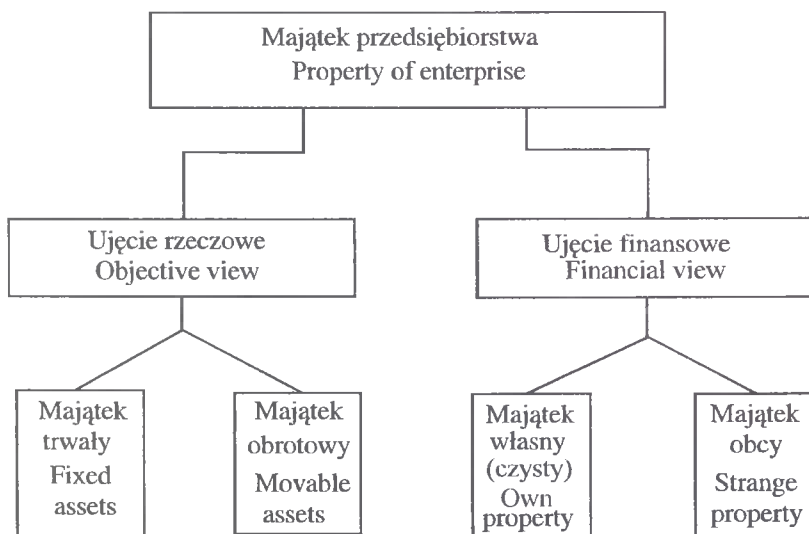 Majątek przedsiębiorstwa
Property of enterprise
Ujęcie rzeczowe
Objective view
Ujęcie finansowe
Financial view
Majątek
trwały
Fixed
assets
Majątek
obrotowy
Movable
assets
Majątek
własny
(czysty)
Own
property
Majątek
obcy
Strange
property